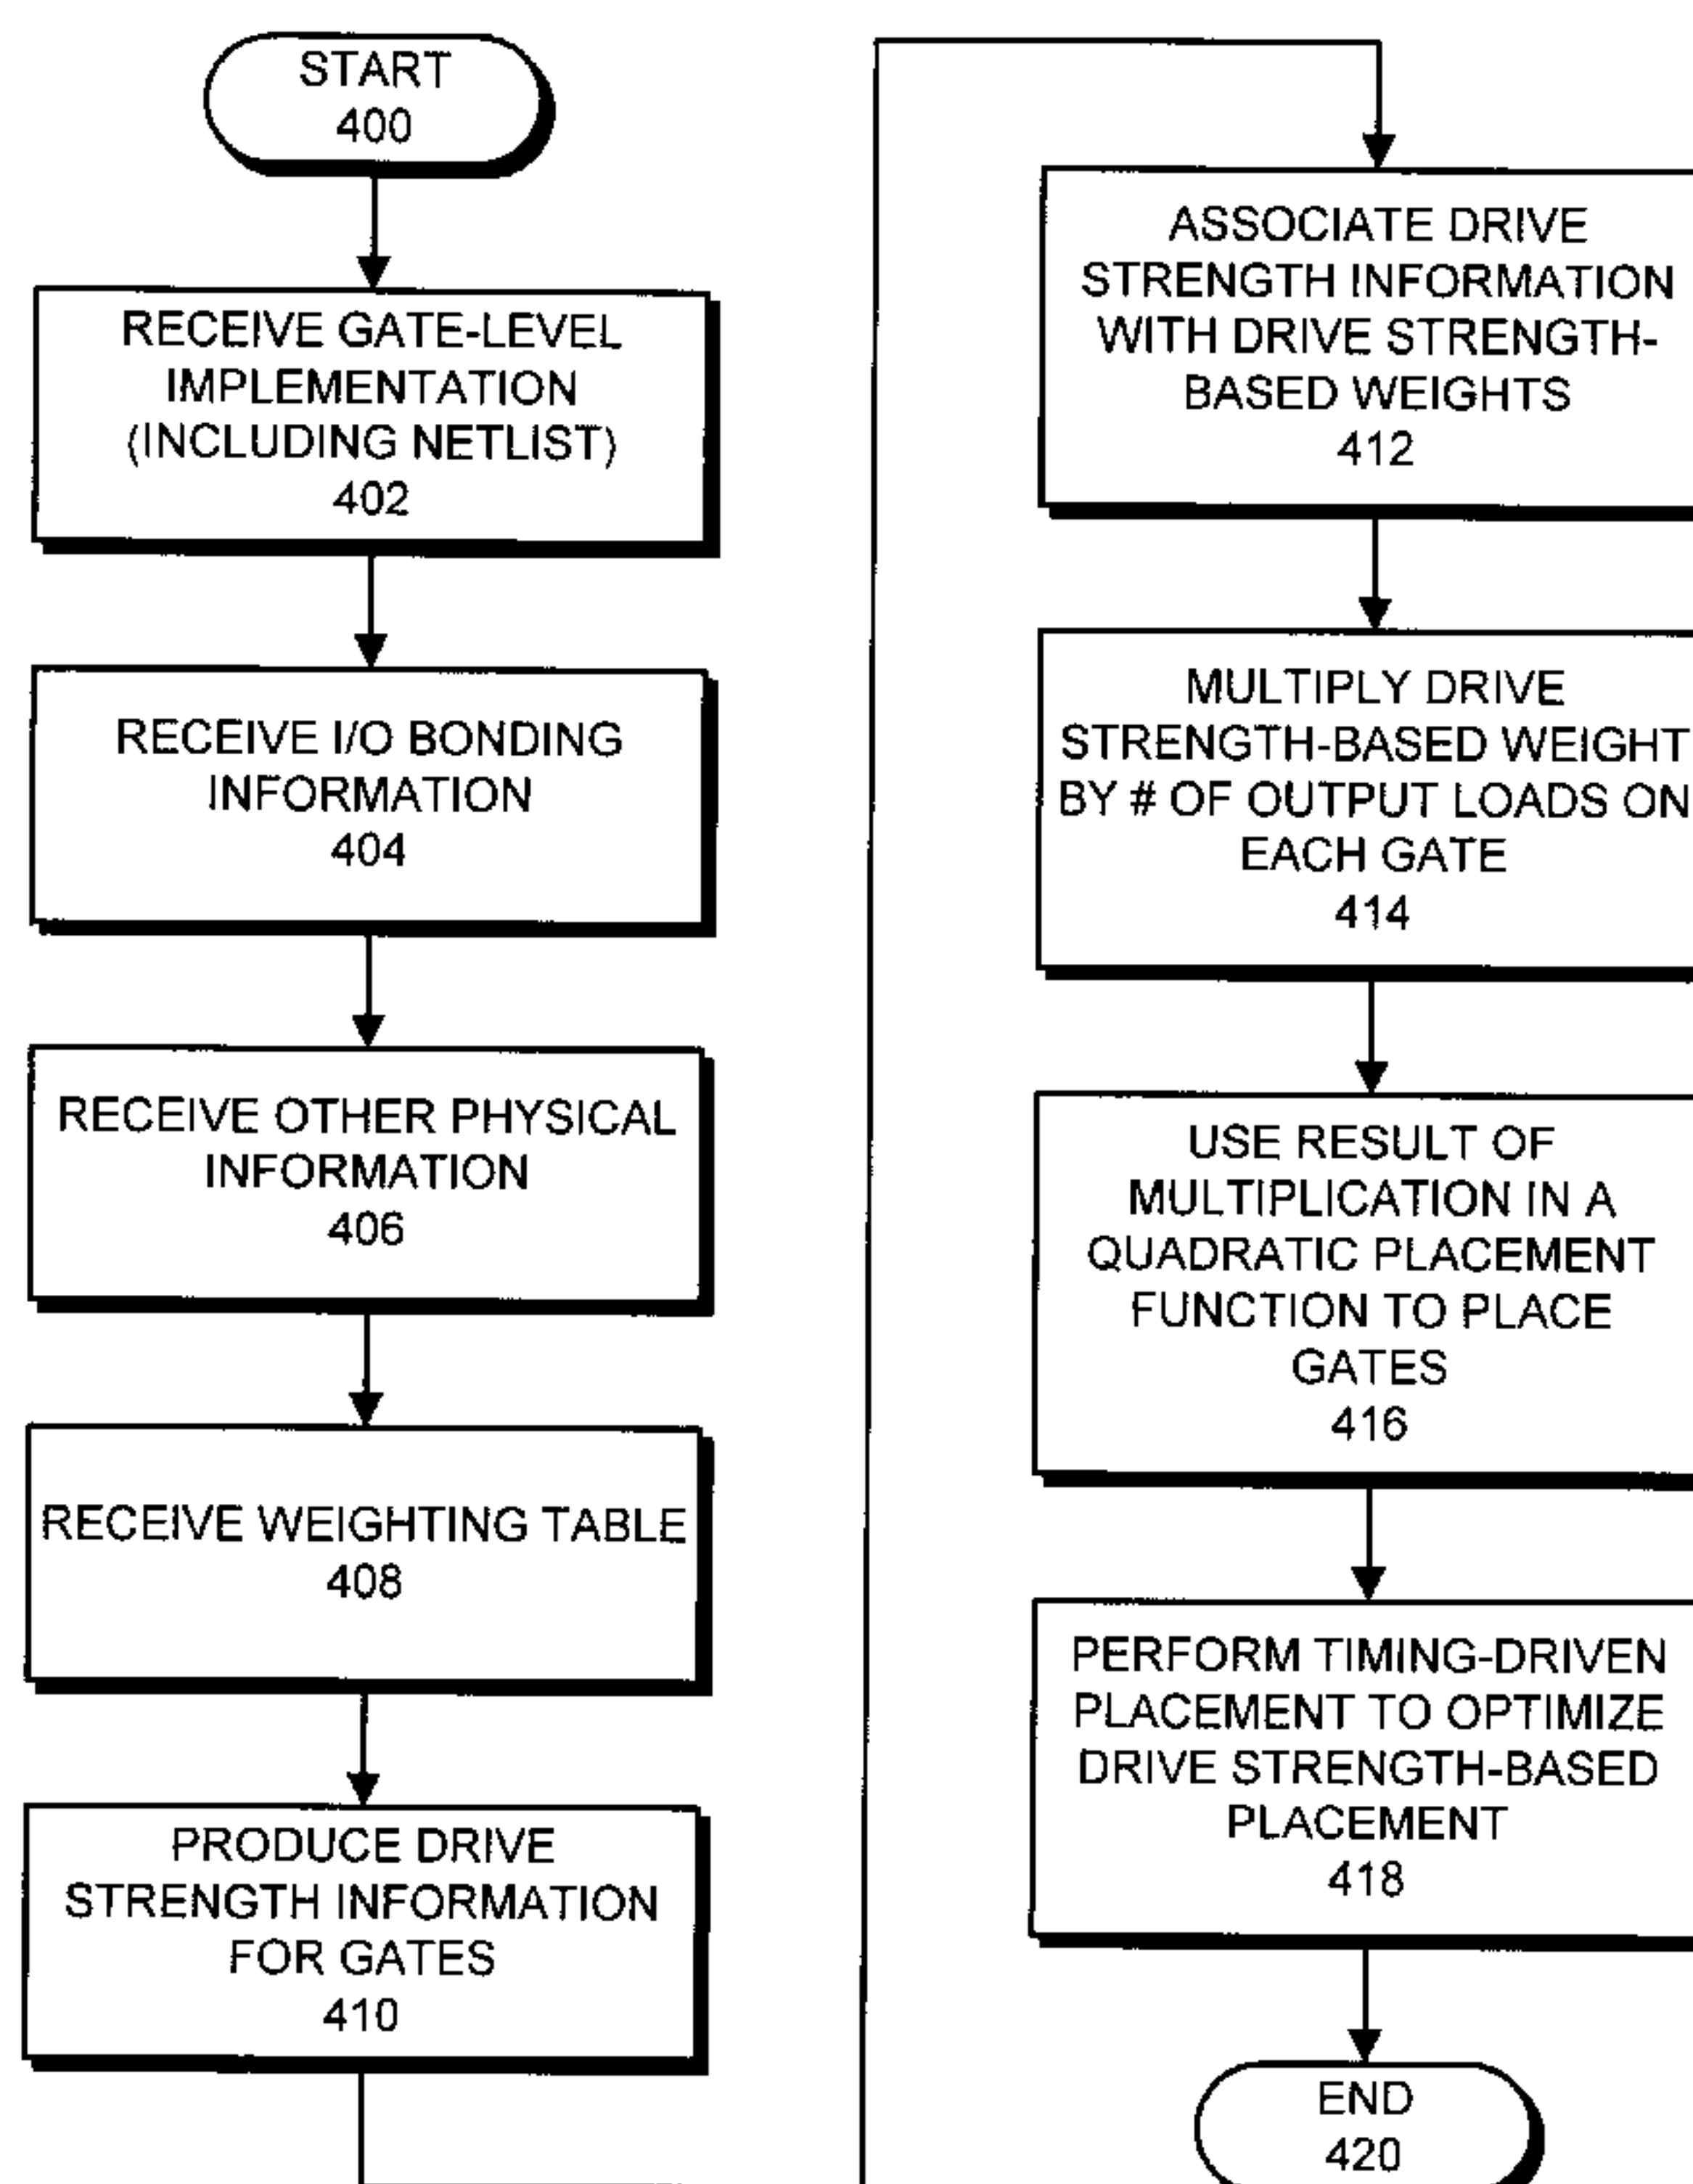 START
400
RECEIVE GATE-LEVEL
IMPLEMENTATION
(INCLUDING NETLIST)
402
RECEIVE I/O BONDING
INFORMATION
404
RECEIVE OTHER PHYSICAL
INFORMATION
406
RECEIVE WEIGHTING TABLE
408
PRODUCE DRIVE
STRENGTH INFORMATION
FOR GATES
410
ASSOCIATE DRIVE
STRENGTH INFORMATION
WITH DRIVE STRENGTH-
BASED WEIGHTS
412
MULTIPLY DRIVE
STRENGTH-BASED WEIGHT
BY # OF OUTPUT LOADS ON
EACH GATE
414
USE RESULT OF
MULTIPLICATION IN A
QUADRATIC PLACEMENT
FUNCTION TO PLACE
GATES
416
PERFORM TIMING-DRIVEN
PLACEMENT TO OPTIMIZE
DRIVE STRENGTH-BASED
PLACEMENT
418
END
420